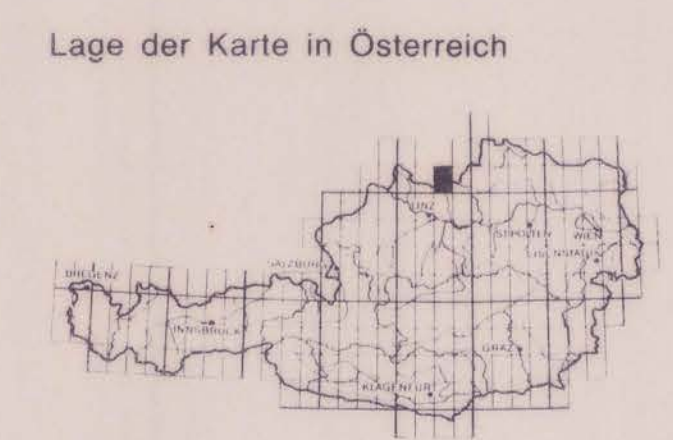 Lage der Karte in Österreich
LINZ
ST.PÖLTEN WIEN
EISENSTADT
SALZBURG
BREGENZ
INNSBRUCK
GRAZ
KLAGENFURT